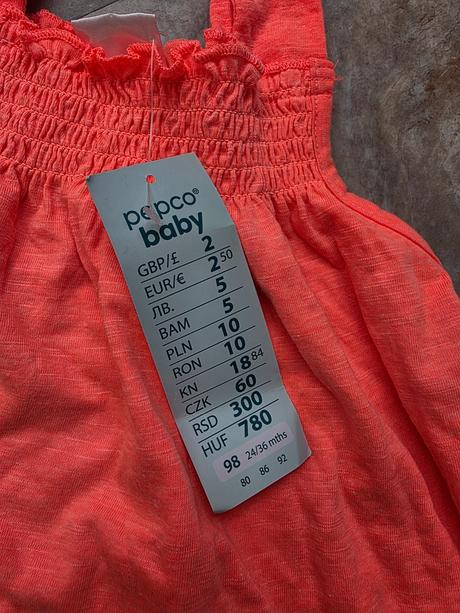 pepco®
baby
GBP/£ 2
EUR/€ 2 50
ЛВ. 5
BAM 5
PLN 10
RON 10
KN 18 84
CZK 60
RSD 300
HUF 780
98 24/36 mths
80 86 92